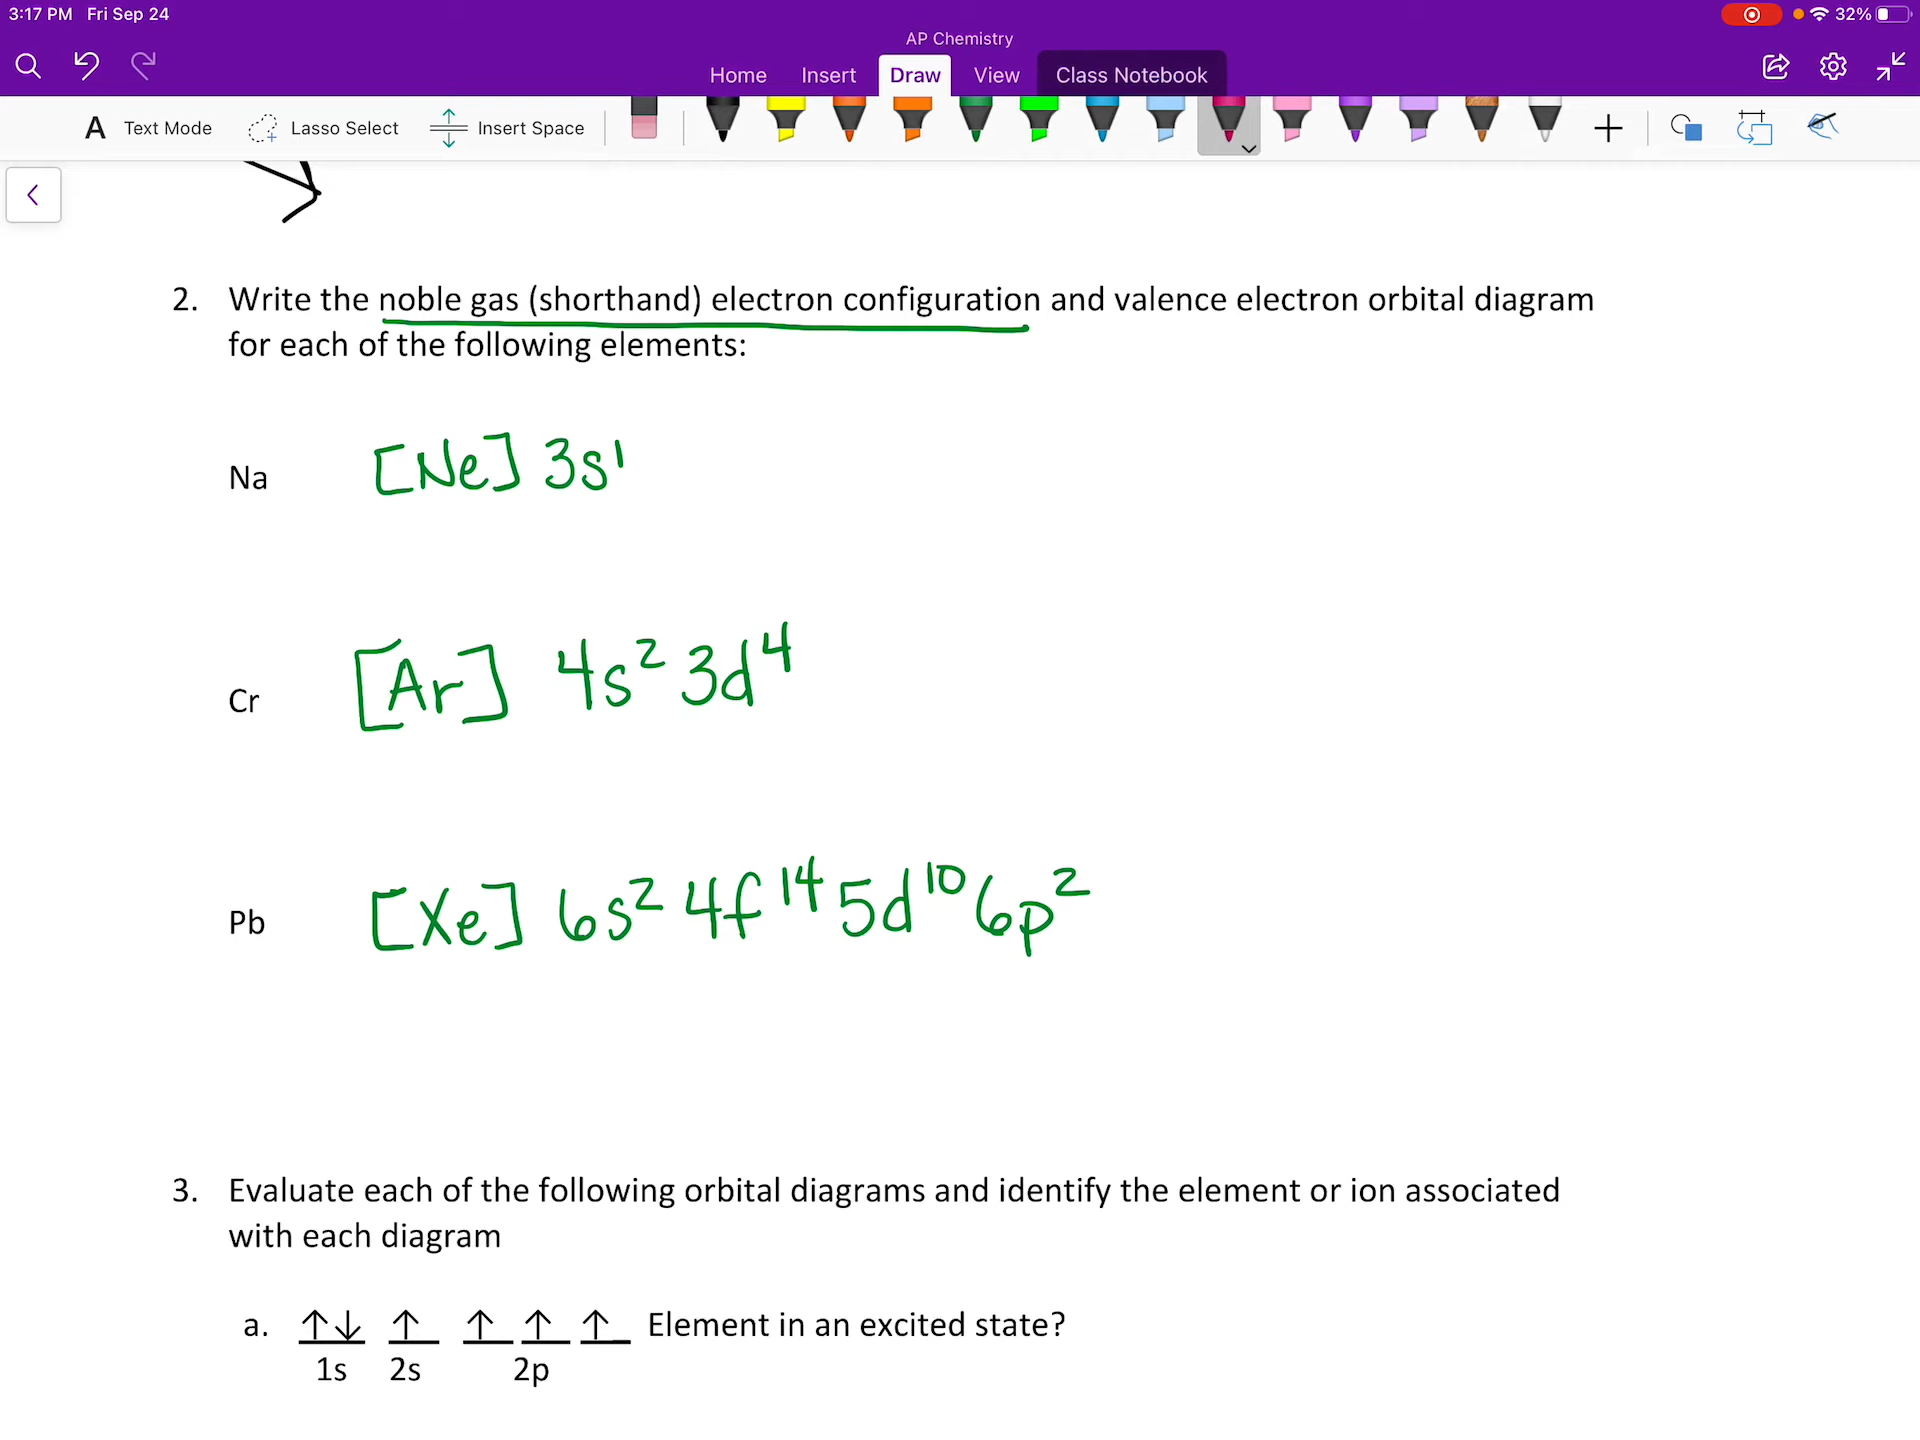 3:17 PM Fri Sep 24 32%
AP Chemistry
Home Insert Draw View Class Notebook
A Text Mode Lasso Select Insert Space
2. Write the noble gas (shorthand) electron configuration and valence electron orbital diagram
for each of the following elements:
Na [Ne] 3s¹
Cr [Ar] 4s² 3d⁴
Pb [Xe] 6s² 4f¹⁴ 5d¹⁰ 6p²
3. Evaluate each of the following orbital diagrams and identify the element or ion associated
with each diagram
a. ↑↓ ↑ ↑ ↑ ↑ Element in an excited state?
1s 2s 2p